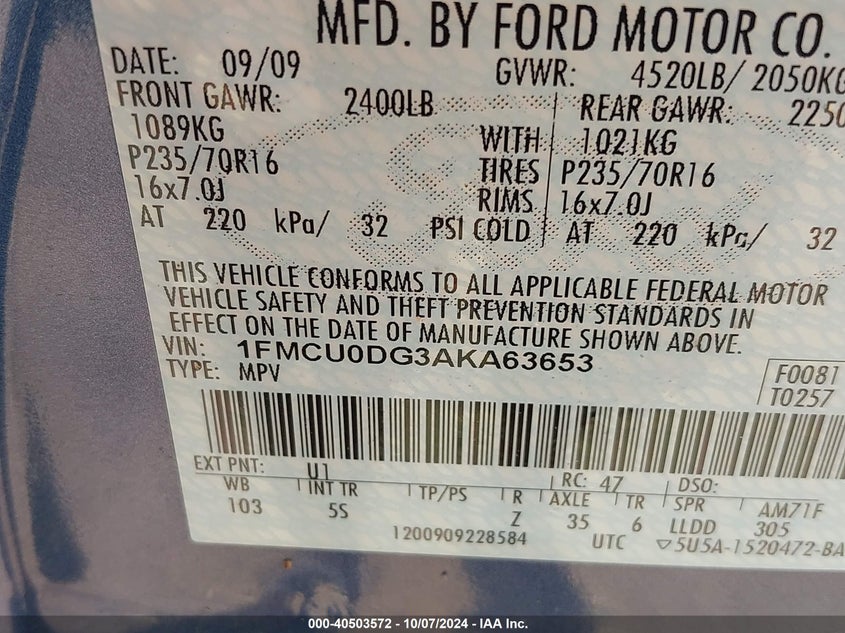 MFD. BY FORD MOTOR CO.
DATE: 09/09 GVWR: 4520LB/ 2050KG
FRONT GAWR: 2400LB REAR GAWR: 2250
1089KG WITH 1021KG
P235/70R16 TIRES P235/70R16
16x7.0J RIMS 16x7.0J
AT 220 kPa/ 32 PSI COLD AT 220 kPa/ 32
THIS VEHICLE CONFORMS TO ALL APPLICABLE FEDERAL MOTOR
VEHICLE SAFETY AND THEFT PREVENTION STANDARDS IN
EFFECT ON THE DATE OF MANUFACTURE SHOWN ABOVE.
VIN: 1FMCU0DG3AKA63653
TYPE: MPV
F0081
T0257
EXT PNT: U1 RC: 47 DSO:
WB INT TR TP/PS R AXLE TR SPR AM71F
103 5S Z 35 6 LLDD 305
1200909228584 UTC ▽5U5A-1520472-BA
000-40503572 - 10/07/2024 - IAA Inc.